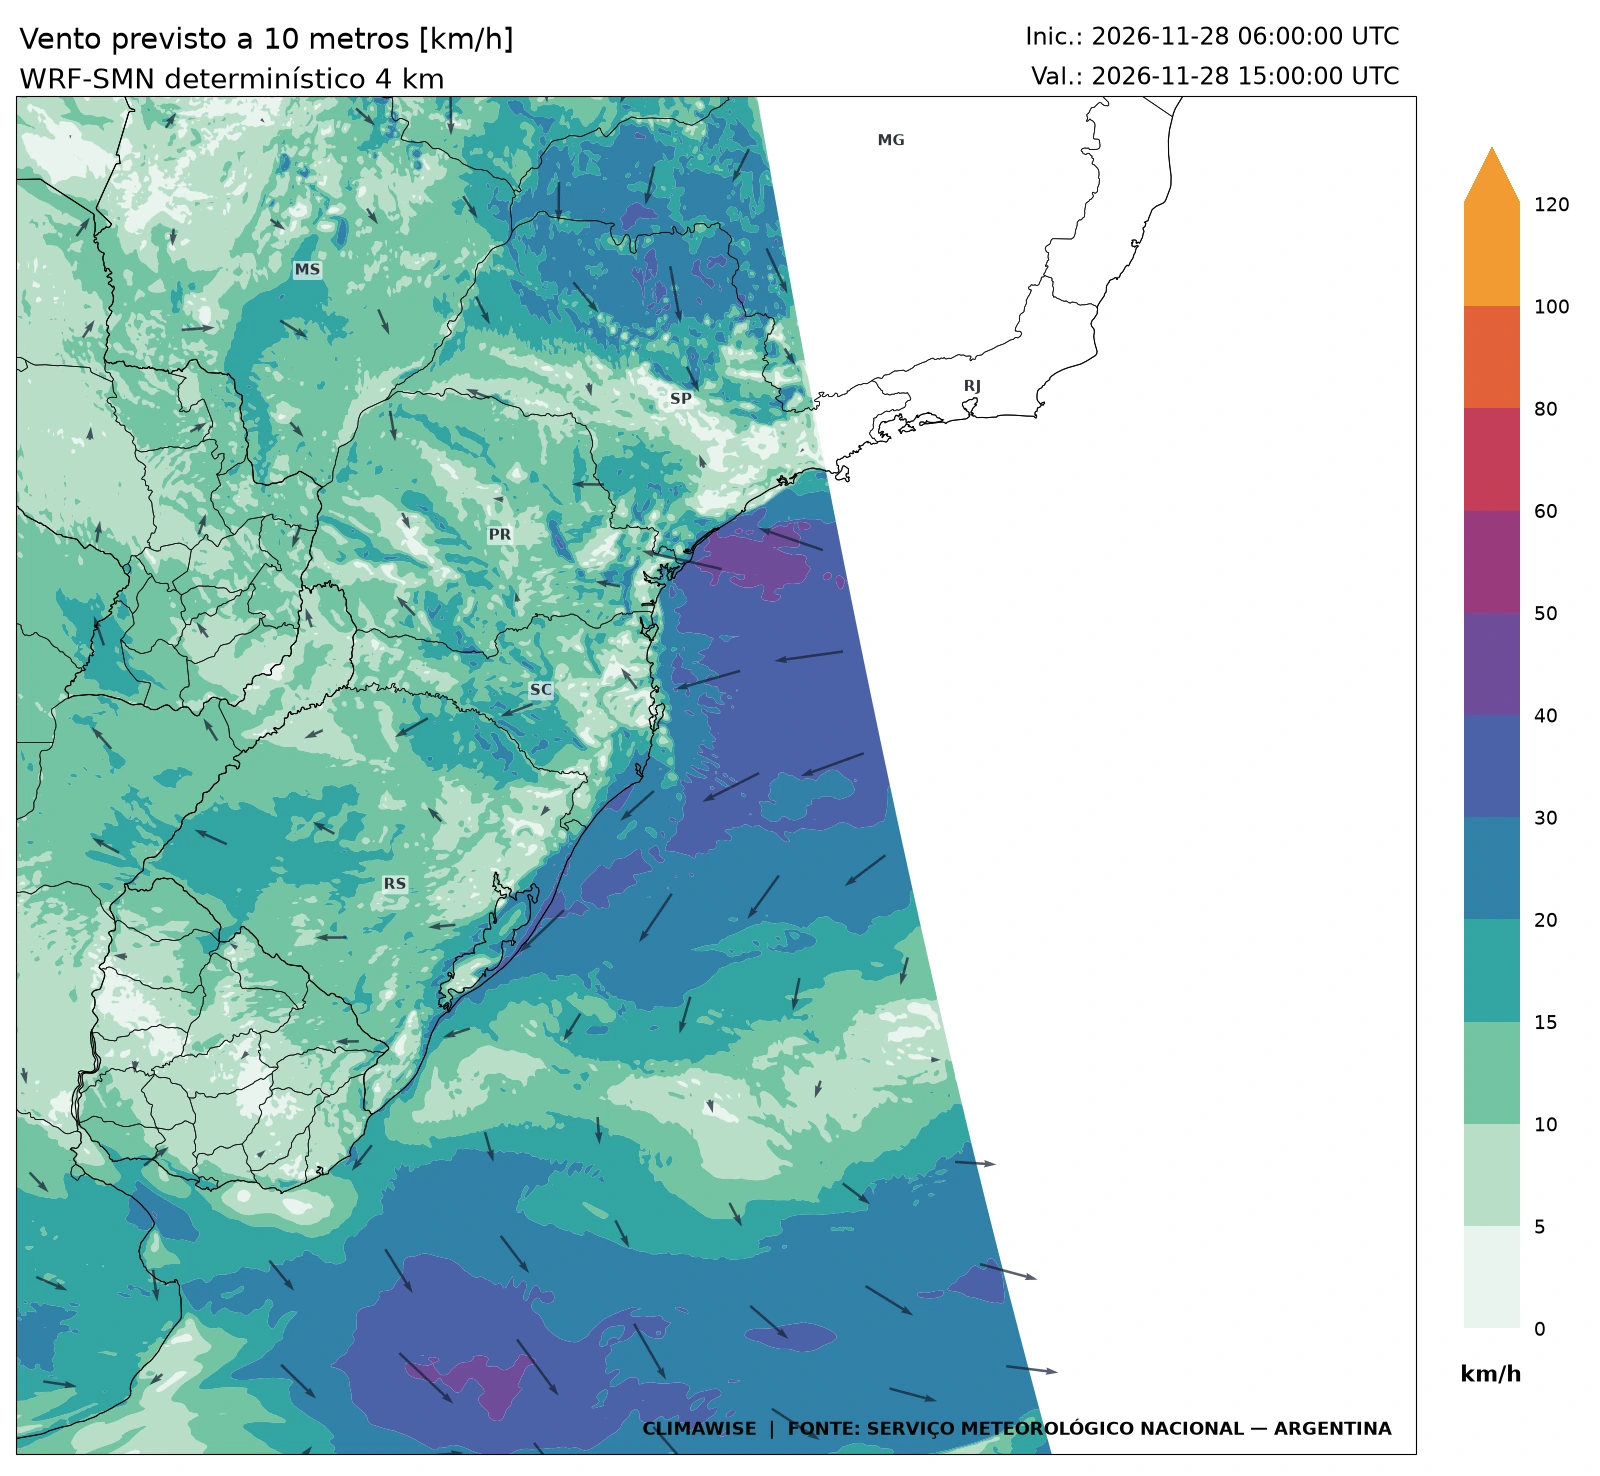 Vento previsto a 10 metros [km/h]
WRF-SMN determinístico 4 km
Inic.: 2026-11-28 06:00:00 UTC
Val.: 2026-11-28 15:00:00 UTC
MG
MS
RJ
SP
PR
SC
RS
120
100
80
60
50
40
30
20
15
10
5
0
km/h
CLIMAWISE | FONTE: SERVIÇO METEOROLÓGICO NACIONAL — ARGENTINA